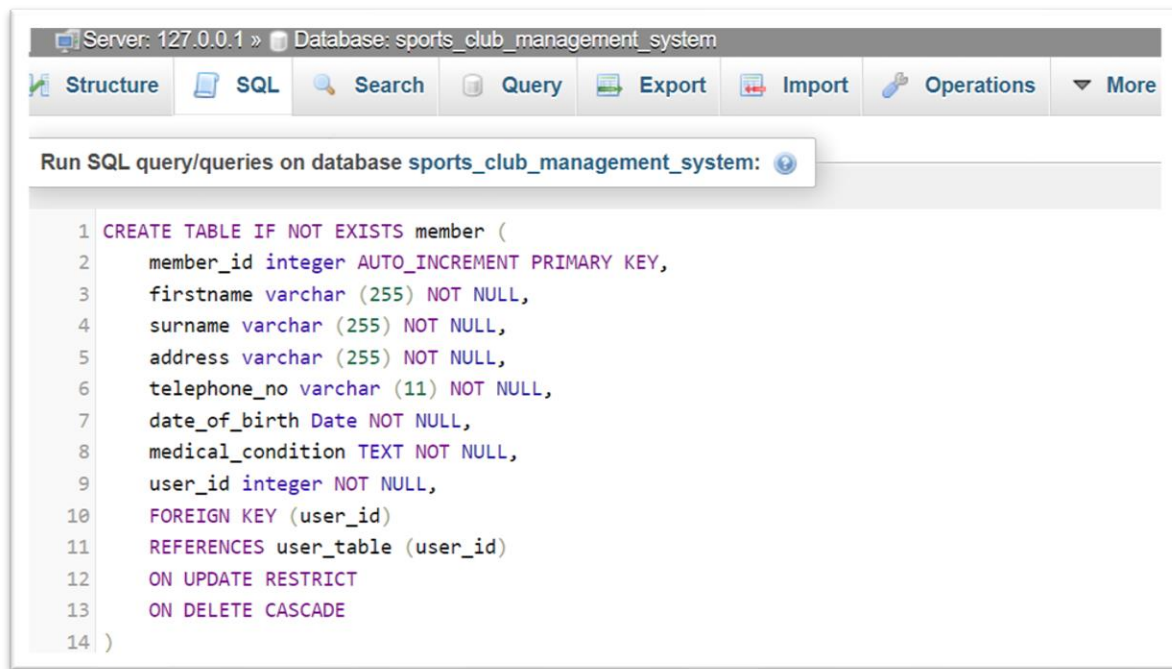 Server: 127.0.0.1 » Database: sports_club_management_system
Structure SQL Search Query Export Import Operations More
Run SQL query/queries on database sports_club_management_system:
1 CREATE TABLE IF NOT EXISTS member (
2 member_id integer AUTO_INCREMENT PRIMARY KEY,
3 firstname varchar (255) NOT NULL,
4 surname varchar (255) NOT NULL,
5 address varchar (255) NOT NULL,
6 telephone_no varchar (11) NOT NULL,
7 date_of_birth Date NOT NULL,
8 medical_condition TEXT NOT NULL,
9 user_id integer NOT NULL,
10 FOREIGN KEY (user_id)
11 REFERENCES user_table (user_id)
12 ON UPDATE RESTRICT
13 ON DELETE CASCADE
14 )